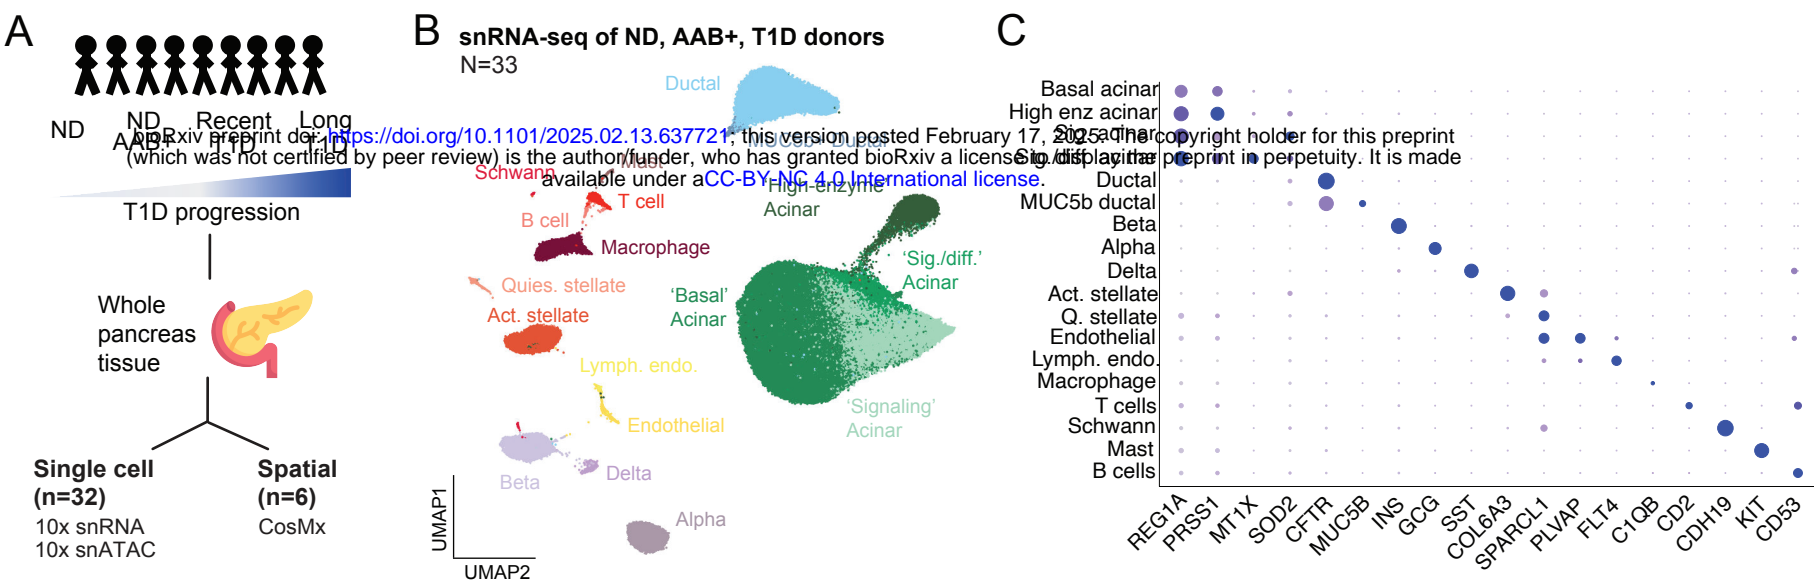 A
ND
ND
AAB+
Recent
T1D
Long
T1D
T1D progression
Whole
pancreas
tissue
Single cell
(n=32)
10x snRNA
10x snATAC
Spatial
(n=6)
CosMx
bioRxiv preprint doi: https://doi.org/10.1101/2025.02.13.637721; this version posted February 17, 2025. The copyright holder for this preprint
(which was not certified by peer review) is the author/funder, who has granted bioRxiv a license to display the preprint in perpetuity. It is made
available under aCC-BY-NC 4.0 International license.
B
snRNA-seq of ND, AAB+, T1D donors
N=33
Ductal
MUC5b+ Ductal
Mast
Schwann
T cell
B cell
Macrophage
'High-enzyme'
Acinar
'Sig./diff.'
Acinar
Quies. stellate
'Basal'
Acinar
Act. stellate
Lymph. endo.
'Signaling'
Acinar
Endothelial
Beta
Delta
Alpha
UMAP1
UMAP2
C
Basal acinar
High enz acinar
Sig. acinar
Sig./diff. acinar
Ductal
MUC5b ductal
Beta
Alpha
Delta
Act. stellate
Q. stellate
Endothelial
Lymph. endo.
Macrophage
T cells
Schwann
Mast
B cells
REG1A
PRSS1
MT1X
SOD2
CFTR
MUC5B
INS
GCG
SST
COL6A3
SPARCL1
PLVAP
FLT4
C1QB
CD2
CDH19
KIT
CD53